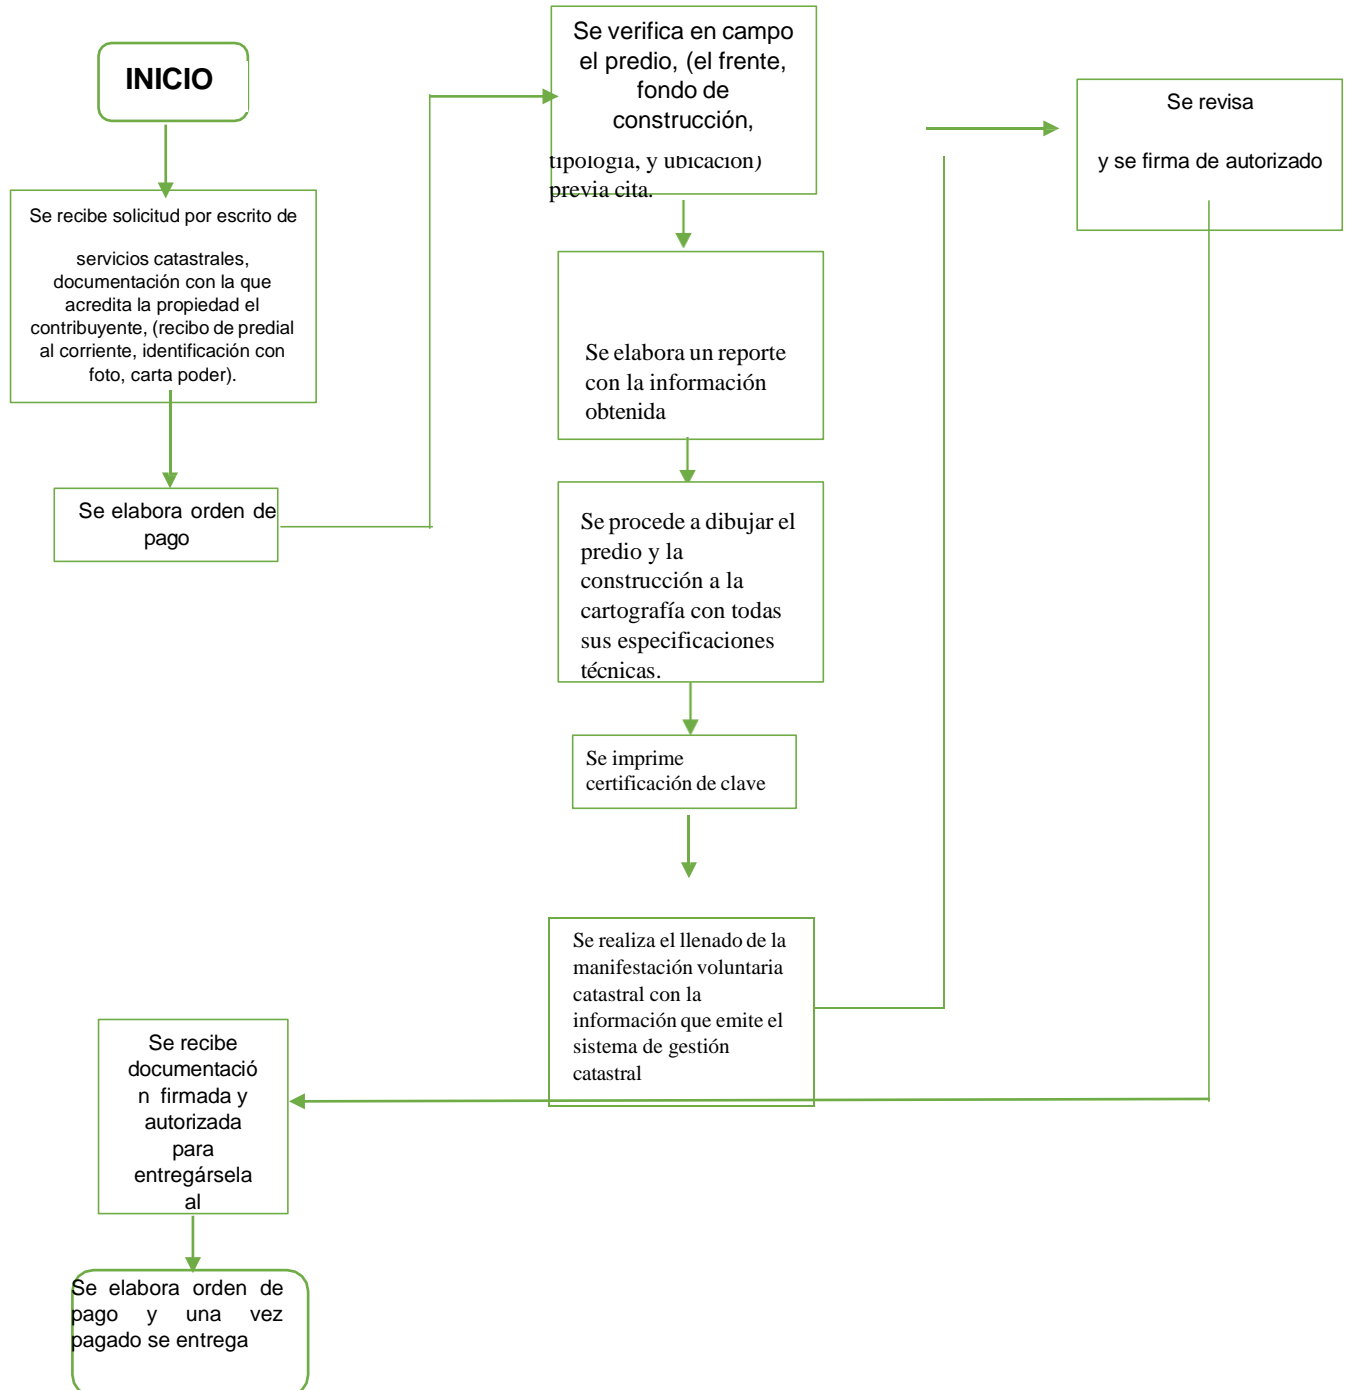 INICIO
Se recibe solicitud por escrito de
servicios catastrales,
documentación con la que
acredita la propiedad el
contribuyente, (recibo de predial
al corriente, identificación con
foto, carta poder).
Se elabora orden de
pago
Se verifica en campo
el predio, (el frente,
fondo de
construcción,
tipología, y ubicación)
previa cita.
Se elabora un reporte
con la información
obtenida
Se procede a dibujar el
predio y la
construcción a la
cartografía con todas
sus especificaciones
técnicas.
Se imprime
certificación de clave
Se realiza el llenado de la
manifestación voluntaria
catastral con la
información que emite el
sistema de gestión
catastral
Se revisa
y se firma de autorizado
Se recibe
documentació
n firmada y
autorizada
para
entregársela
al
Se elabora orden de
pago y una vez
pagado se entrega